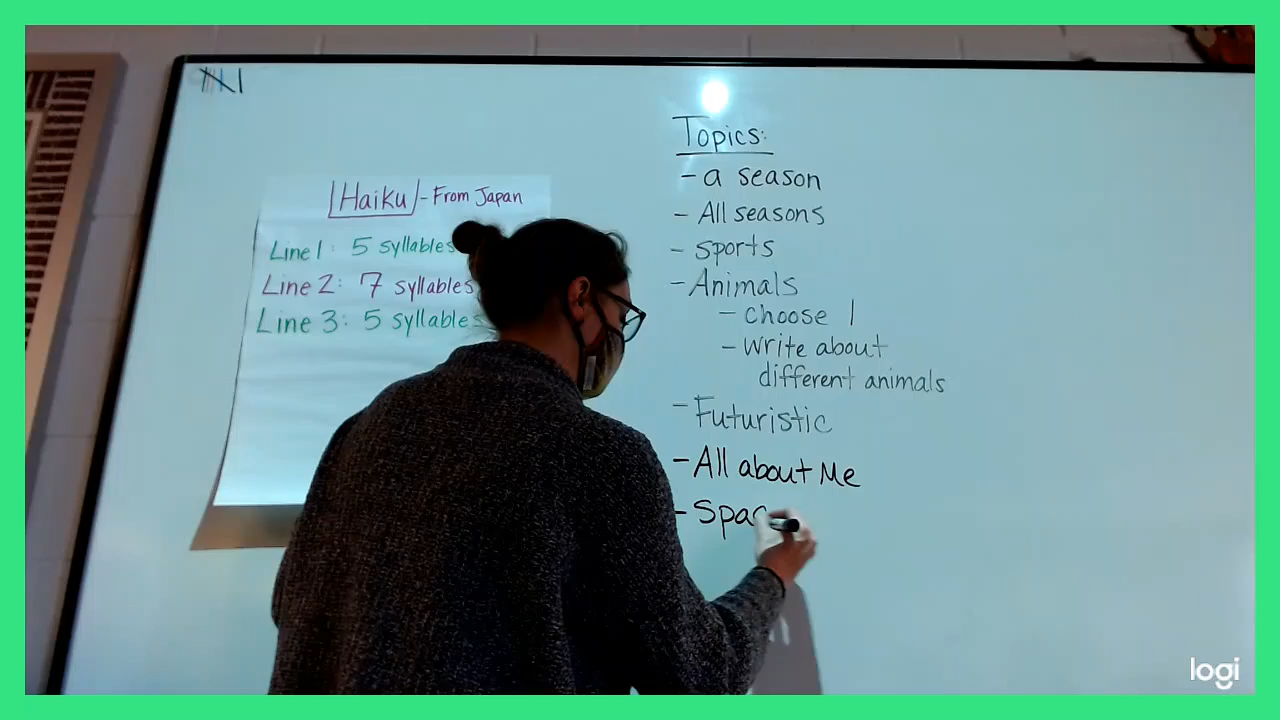 Haiku - From Japan
Line 1: 5 syllables
Line 2: 7 syllables
Line 3: 5 syllables
Topics:
- a season
- All seasons
- sports
- Animals
- choose 1
- write about
different animals
- Futuristic
- All about Me
- Spac
logi